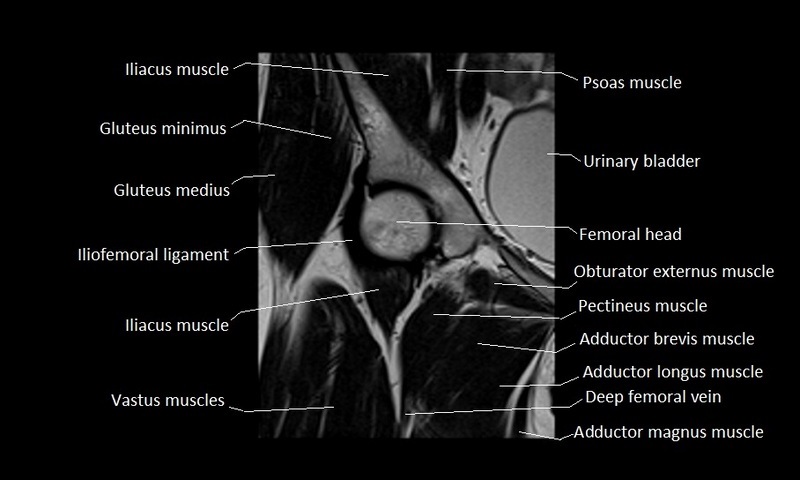 Iliacus muscle
Gluteus minimus
Gluteus medius
Iliofemoral ligament
Iliacus muscle
Vastus muscles
Psoas muscle
Urinary bladder
Femoral head
Obturator externus muscle
Pectineus muscle
Adductor brevis muscle
Adductor longus muscle
Deep femoral vein
Adductor magnus muscle